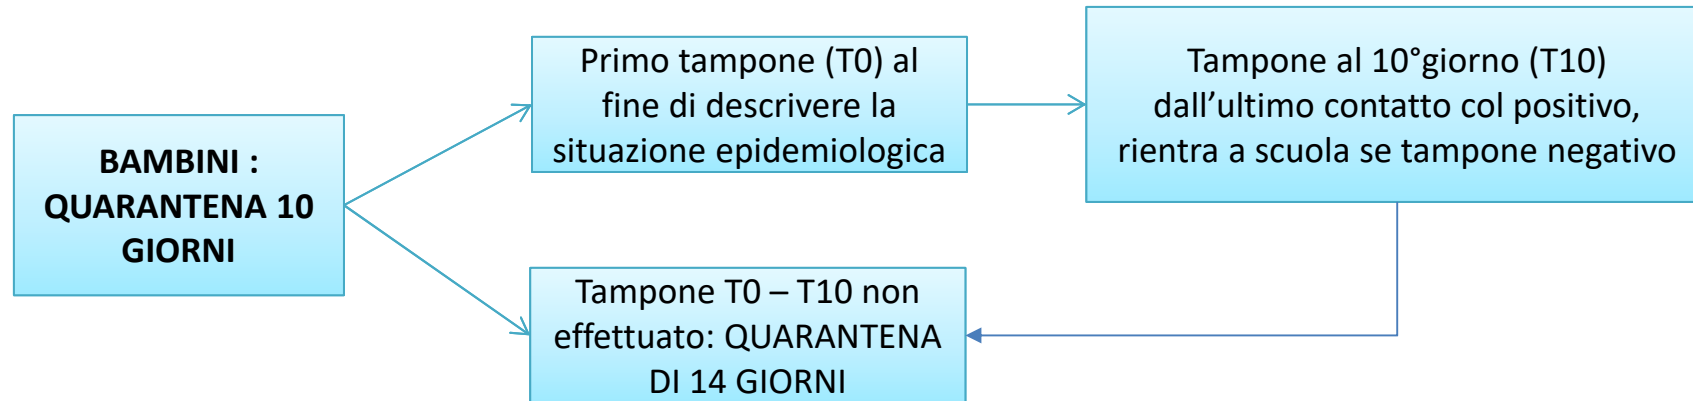 BAMBINI :
QUARANTENA 10
GIORNI
Primo tampone (T0) al
fine di descrivere la
situazione epidemiologica
Tampone al 10°giorno (T10)
dall’ultimo contatto col positivo,
rientra a scuola se tampone negativo
Tampone T0 – T10 non
effettuato: QUARANTENA
DI 14 GIORNI